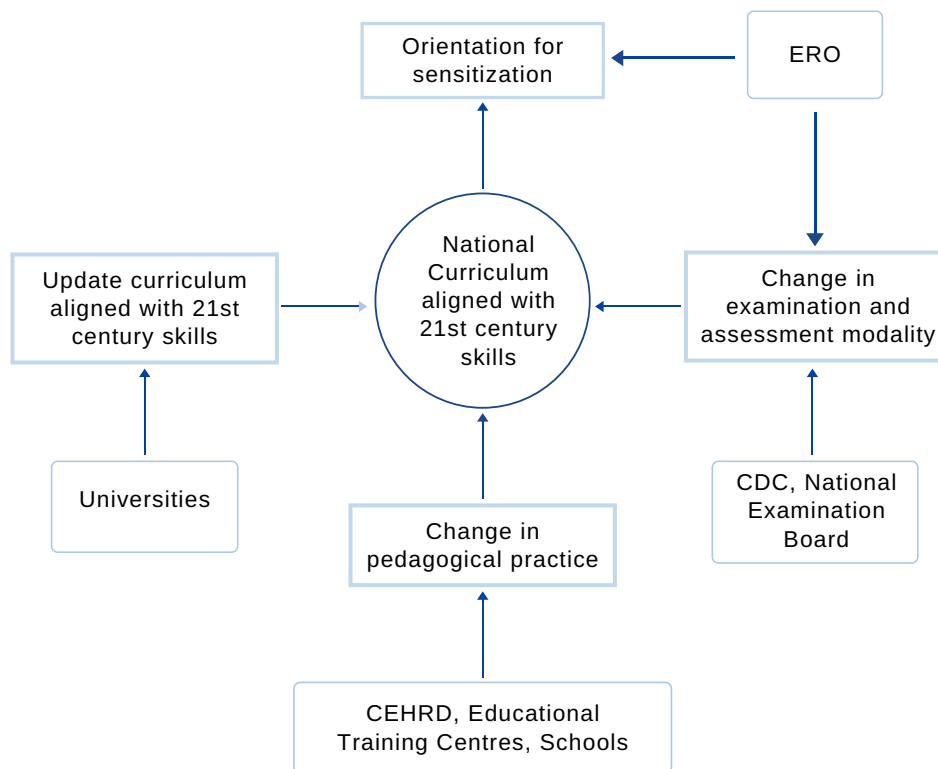 Orientation for
sensitization
ERO
National
Curriculum
aligned with
21st century
skills
Update curriculum
aligned with 21st
century skills
Change in
examination and
assessment modality
Universities
CDC, National
Examination
Board
Change in
pedagogical practice
CEHRD, Educational
Training Centres, Schools